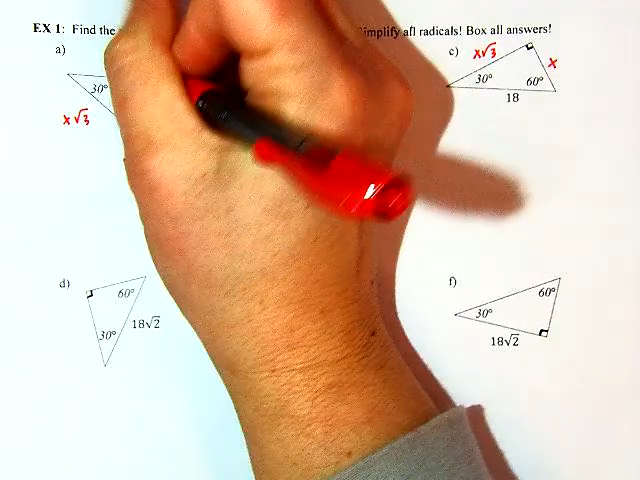 EX 1: Find the
implify all radicals! Box all answers!
a)
30°
x√3
c)
x√3
x
30°
60°
18
d)
60°
30°
18√2
f)
60°
30°
18√2